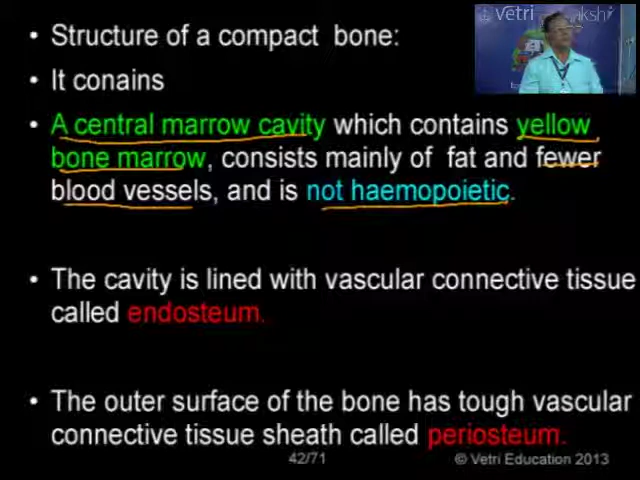 • Structure of a compact bone:
• It conains
• A central marrow cavity which contains yellow
bone marrow, consists mainly of fat and fewer
blood vessels, and is not haemopoietic.
• The cavity is lined with vascular connective tissue
called endosteum.
• The outer surface of the bone has tough vascular
connective tissue sheath called periosteum.
42/71
© Vetri Education 2013
Vetri